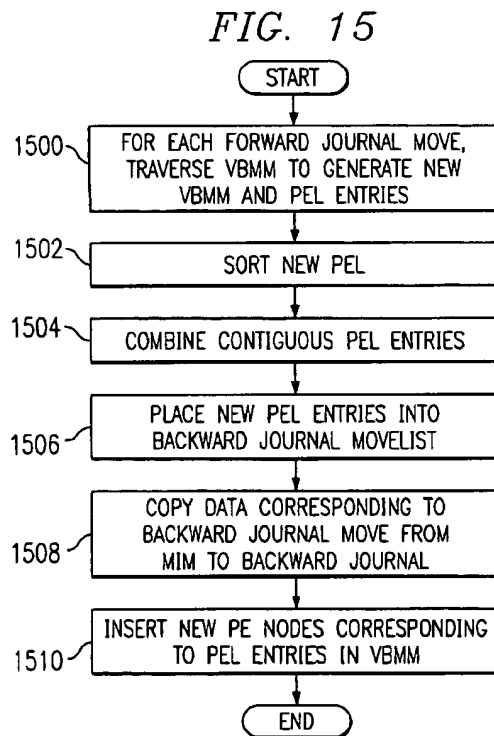 FIG. 15
START
1500
FOR EACH FORWARD JOURNAL MOVE,
TRAVERSE VBMM TO GENERATE NEW
VBMM AND PEL ENTRIES
1502
SORT NEW PEL
1504
COMBINE CONTIGUOUS PEL ENTRIES
1506
PLACE NEW PEL ENTRIES INTO
BACKWARD JOURNAL MOVELIST
1508
COPY DATA CORRESPONDING TO
BACKWARD JOURNAL MOVE FROM
MIM TO BACKWARD JOURNAL
1510
INSERT NEW PE NODES CORRESPONDING
TO PEL ENTRIES IN VBMM
END